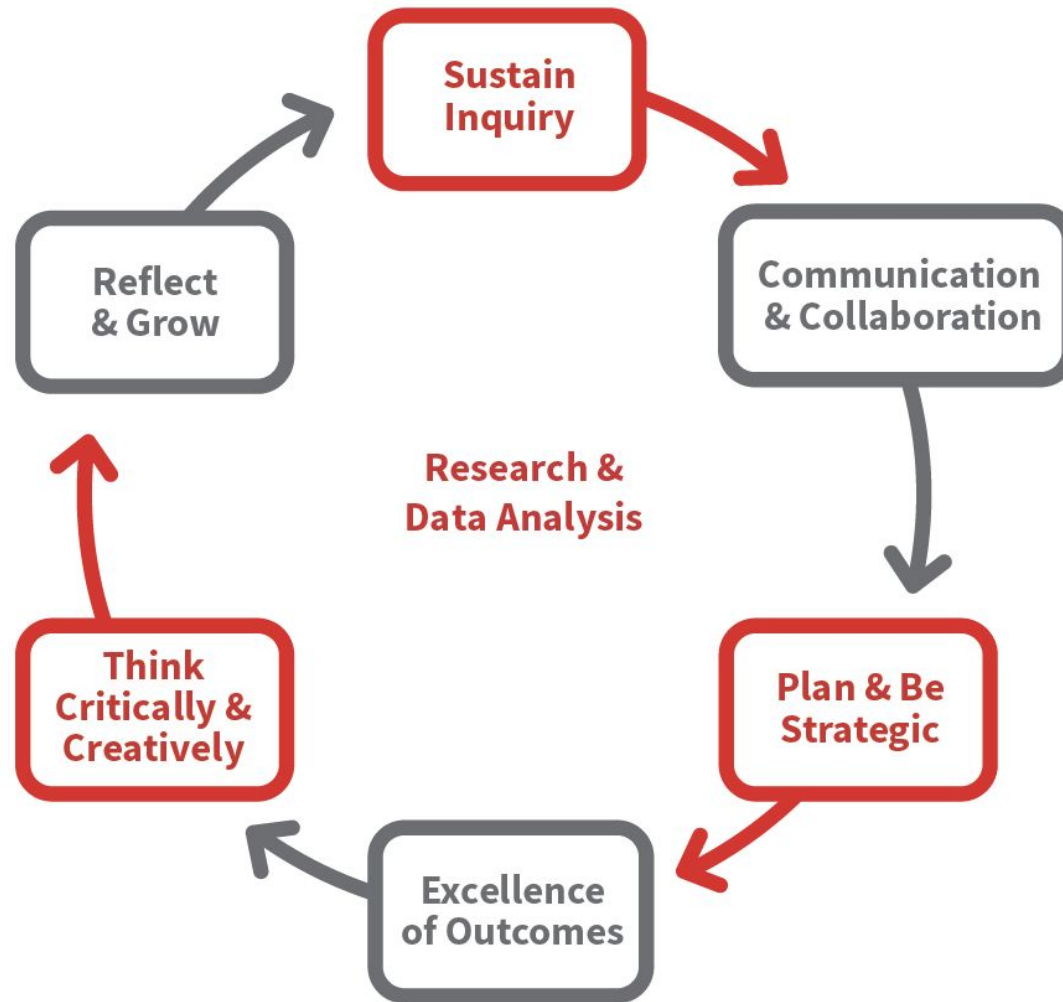 Sustain
Inquiry
Communication
& Collaboration
Plan & Be
Strategic
Excellence
of Outcomes
Think
Critically &
Creatively
Reflect
& Grow
Research &
Data Analysis